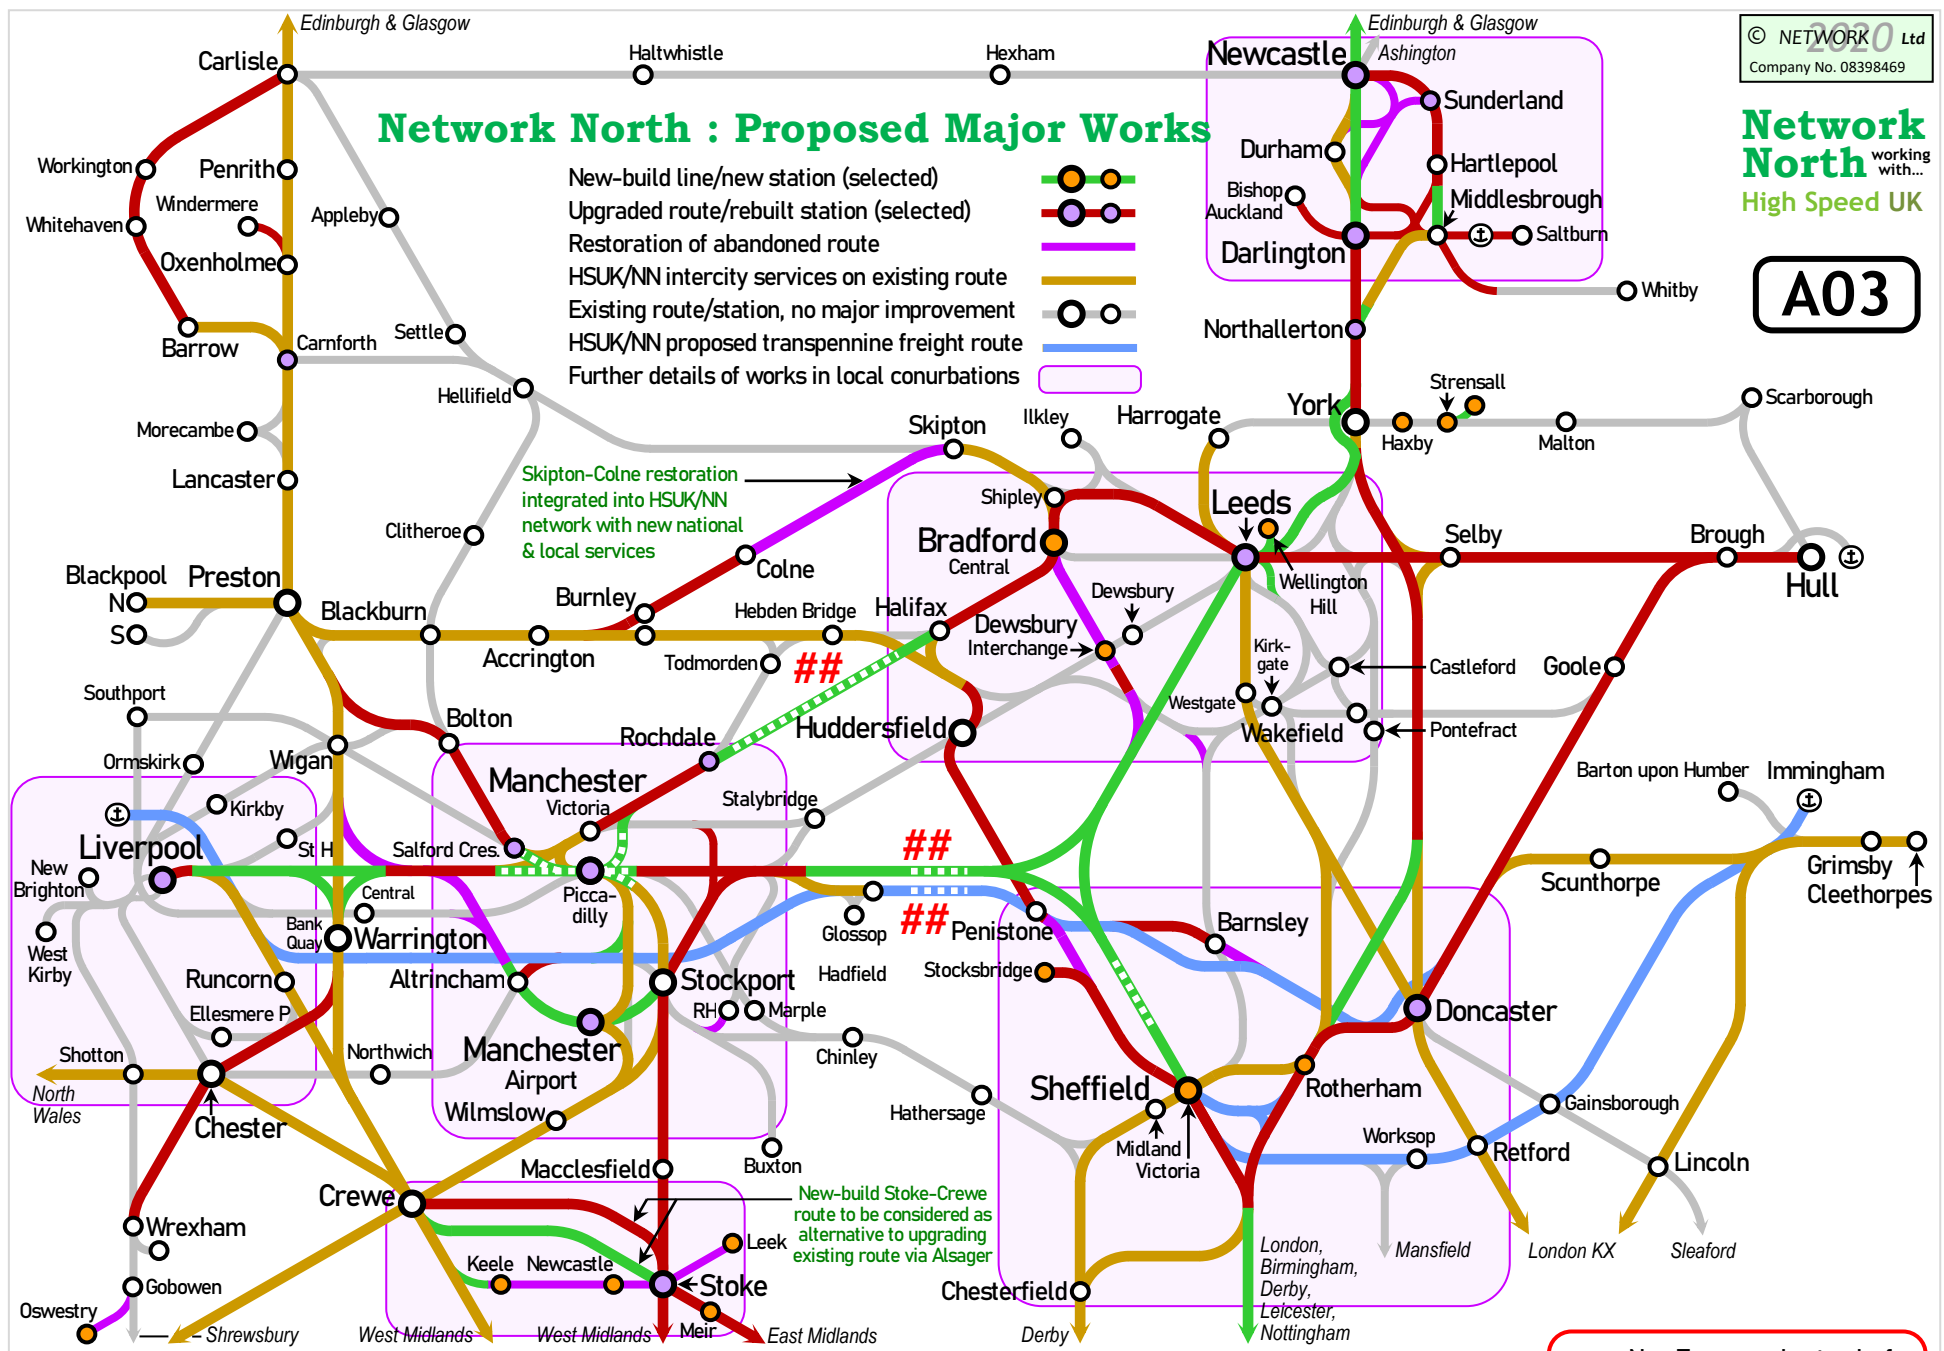 Edinburgh & Glasgow
Edinburgh & Glasgow
© NETWORK 2020 Ltd
Company No. 08398469
Carlisle
Haltwhistle
Hexham
Newcastle
Ashington
Network North : Proposed Major Works
Sunderland
Network
North working
with...
High Speed UK
Workington
Penrith
Durham
Hartlepool
New-build line/new station (selected)
Upgraded route/rebuilt station (selected)
Restoration of abandoned route
HSUK/NN intercity services on existing route
Existing route/station, no major improvement
HSUK/NN proposed transpennine freight route
Further details of works in local conurbations
Windermere
Whitehaven
Appleby
Bishop
Auckland
Middlesbrough
Saltburn
Oxenholme
Darlington
Whitby
A03
Barrow
Carnforth
Settle
Northallerton
Hellifield
Strensall
Scarborough
Morecambe
Skipton
Ilkley
Harrogate
York
Haxby
Malton
Lancaster
Skipton-Colne restoration
integrated into HSUK/NN
network with new national
& local services
Shipley
Leeds
Clitheroe
Bradford
Central
Selby
Brough
Hull
Blackpool
N
S
Preston
Colne
Wellington
Hill
Blackburn
Burnley
Hebden Bridge
Halifax
Dewsbury
Dewsbury
Interchange
Accrington
Todmorden
##
Kirk-
gate
Castleford
Goole
Southport
Westgate
Wakefield
Pontefract
Bolton
Rochdale
Huddersfield
Ormskirk
Wigan
Manchester
Victoria
Barton upon Humber
Immingham
Kirkby
Stalybridge
Liverpool
St H
Salford Cres.
##
Grimsby
Cleethorpes
Scunthorpe
New
Brighton
Central
Picca-
dilly
Bank
Quay
Warrington
Glossop
##
Penistone
Barnsley
West
Kirby
Runcorn
Altrincham
Stockport
Hadfield
Stocksbridge
Ellesmere P
RH
Marple
Doncaster
Shotton
Northwich
Manchester
Airport
Chinley
North
Wales
Chester
Wilmslow
Hathersage
Sheffield
Rotherham
Gainsborough
Midland
Victoria
Worksop
Retford
Buxton
Macclesfield
Lincoln
Crewe
New-build Stoke-Crewe
route to be considered as
alternative to upgrading
existing route via Alsager
Wrexham
Leek
Keele
Newcastle
Stoke
London,
Birmingham,
Derby,
Leicester,
Nottingham
Mansfield
London KX
Sleaford
Gobowen
Chesterfield
Oswestry
Shrewsbury
West Midlands
West Midlands
Meir
East Midlands
Derby